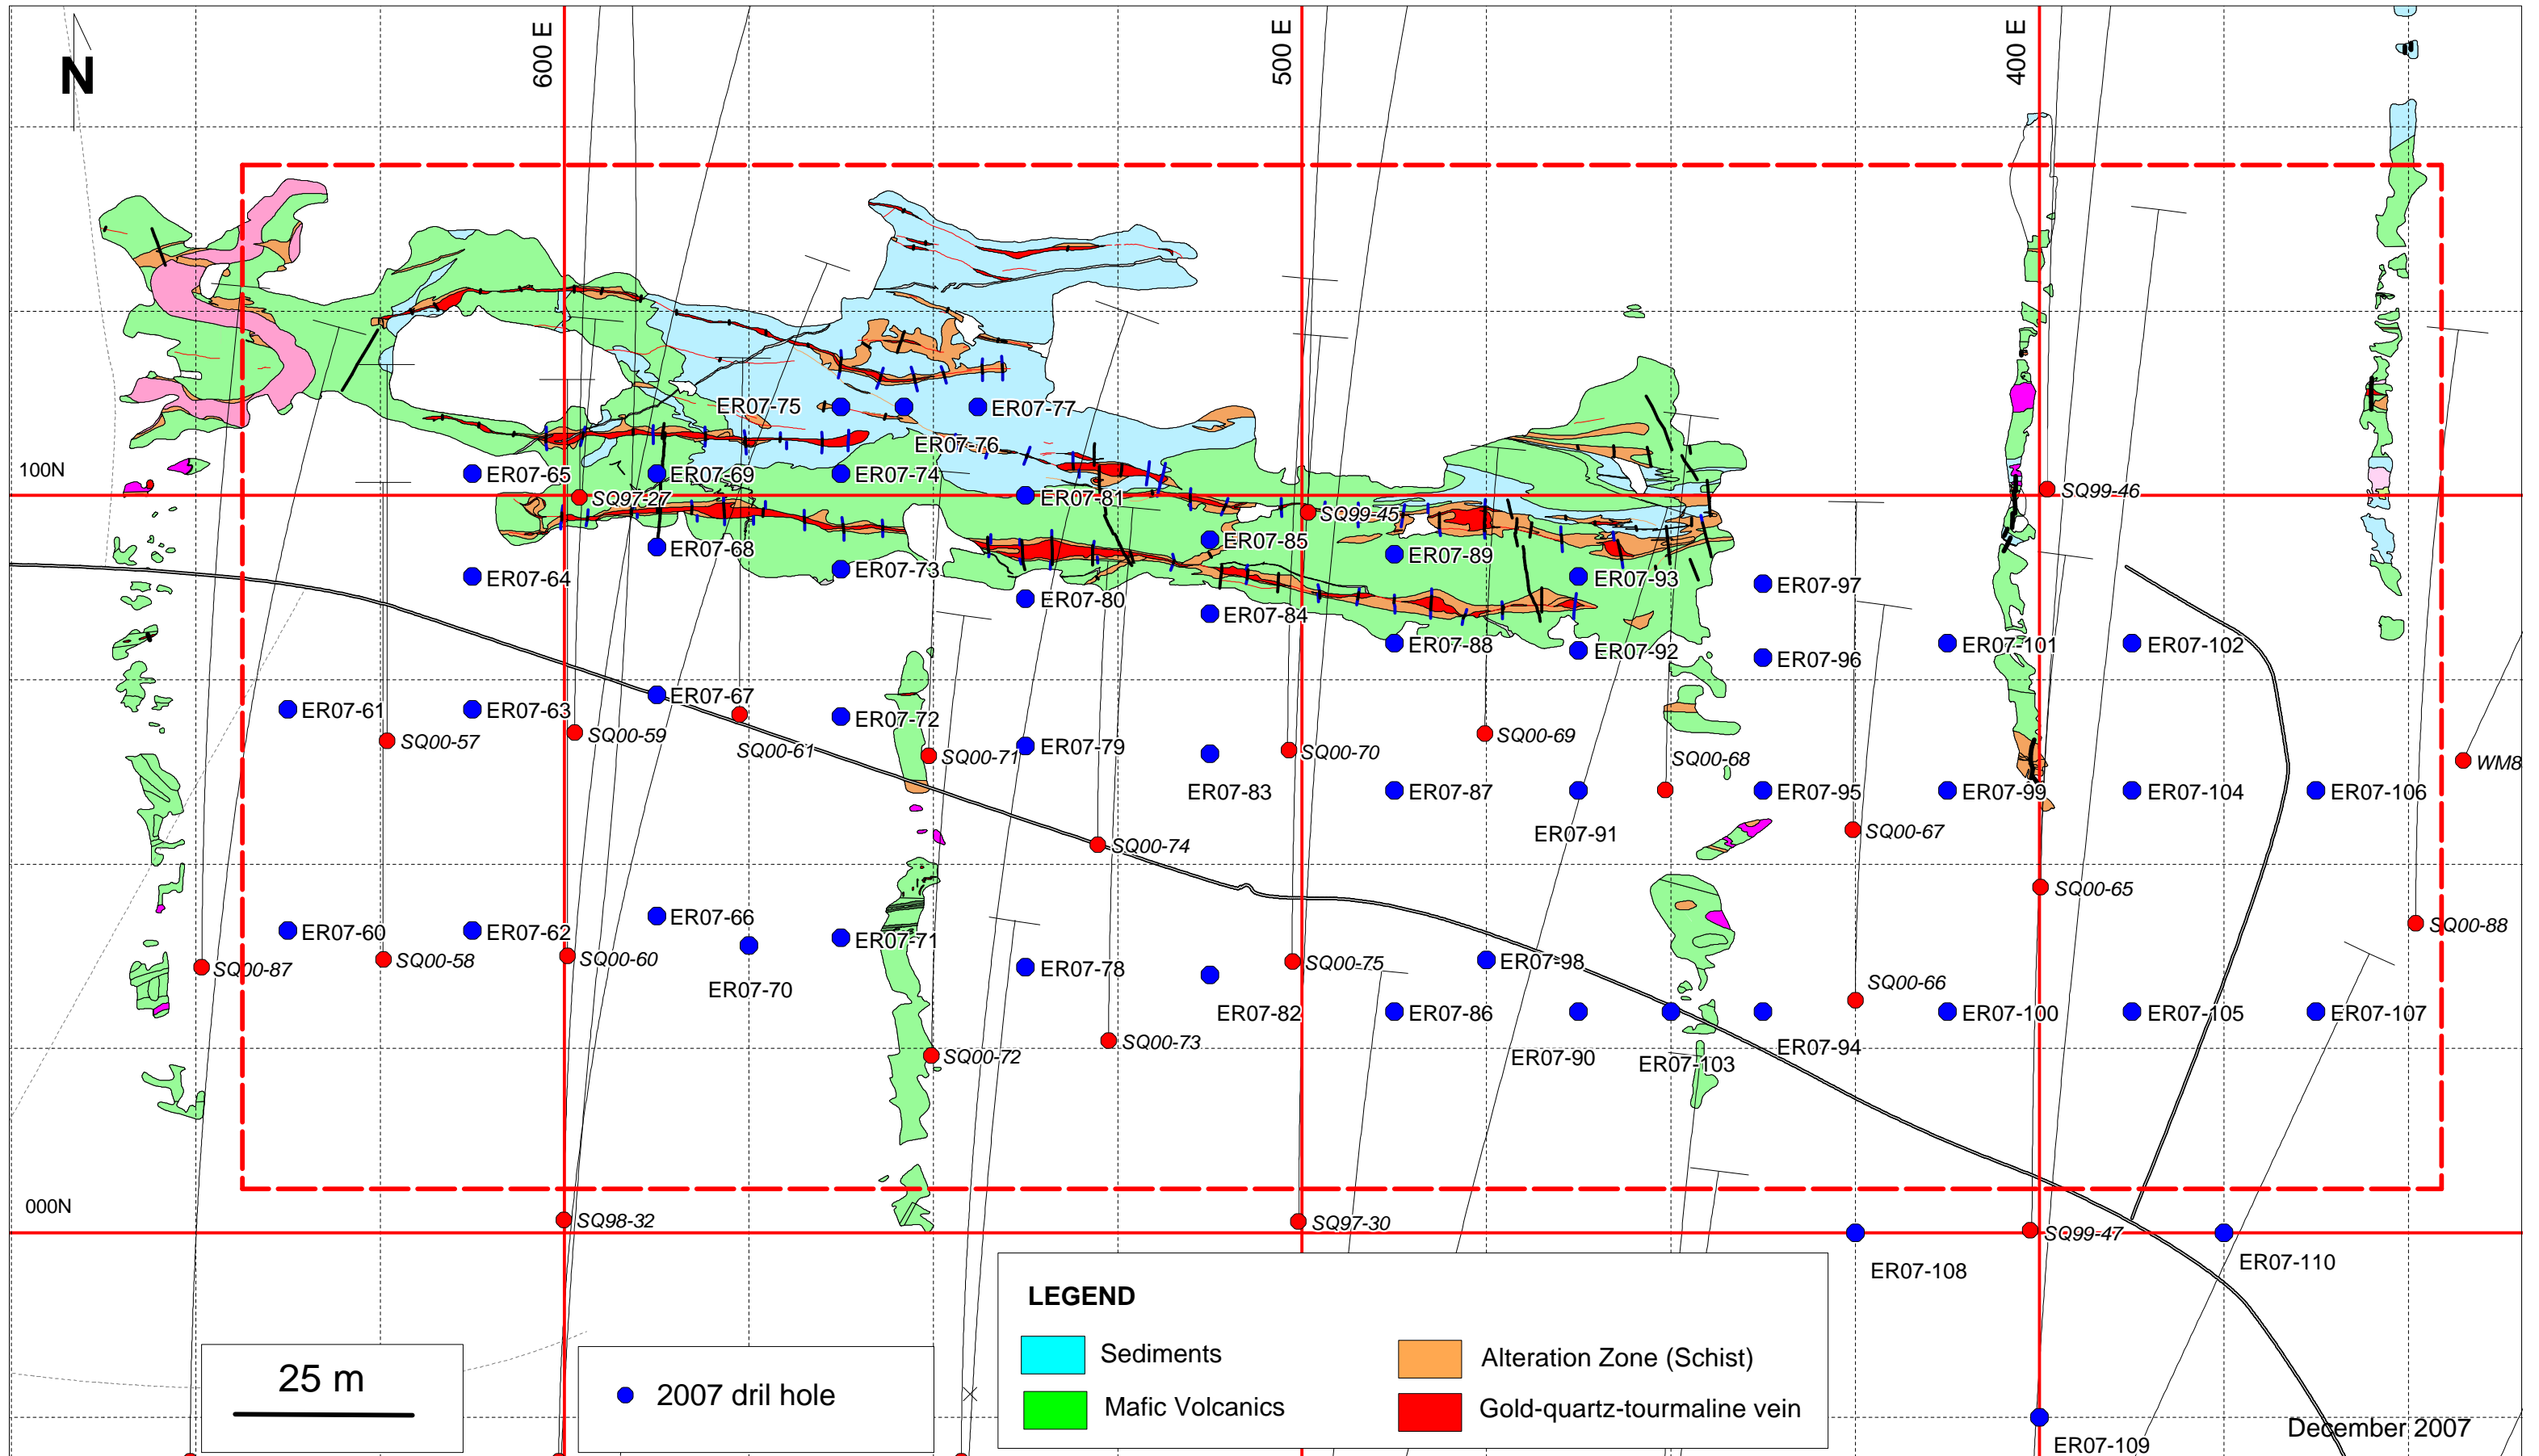 600 E
500 E
400 E
N
ER07-75
ER07-77
ER07-76
100N
ER07-65
ER07-69
ER07-74
SQ97-27
ER07-81
SQ99-45
SQ99-46
ER07-68
ER07-85
ER07-89
ER07-64
ER07-73
ER07-93
ER07-97
ER07-80
ER07-84
ER07-88
ER07-92
ER07-96
ER07-101
ER07-102
ER07-61
ER07-63
ER07-67
ER07-72
SQ00-57
SQ00-59
SQ00-61
SQ00-71
ER07-79
SQ00-70
SQ00-69
SQ00-68
WM8
ER07-83
ER07-87
ER07-91
ER07-95
ER07-99
ER07-104
ER07-106
SQ00-74
SQ00-67
SQ00-65
ER07-60
ER07-62
ER07-66
ER07-71
SQ00-88
SQ00-87
SQ00-58
SQ00-60
ER07-70
ER07-78
SQ00-75
ER07-98
SQ00-66
ER07-82
ER07-86
ER07-100
ER07-105
ER07-107
SQ00-72
SQ00-73
ER07-90
ER07-103
ER07-94
000N
SQ98-32
SQ97-30
SQ99-47
ER07-108
ER07-110
LEGEND
Sediments
Alteration Zone (Schist)
Mafic Volcanics
Gold-quartz-tourmaline vein
25 m
2007 dril hole
December 2007
ER07-109